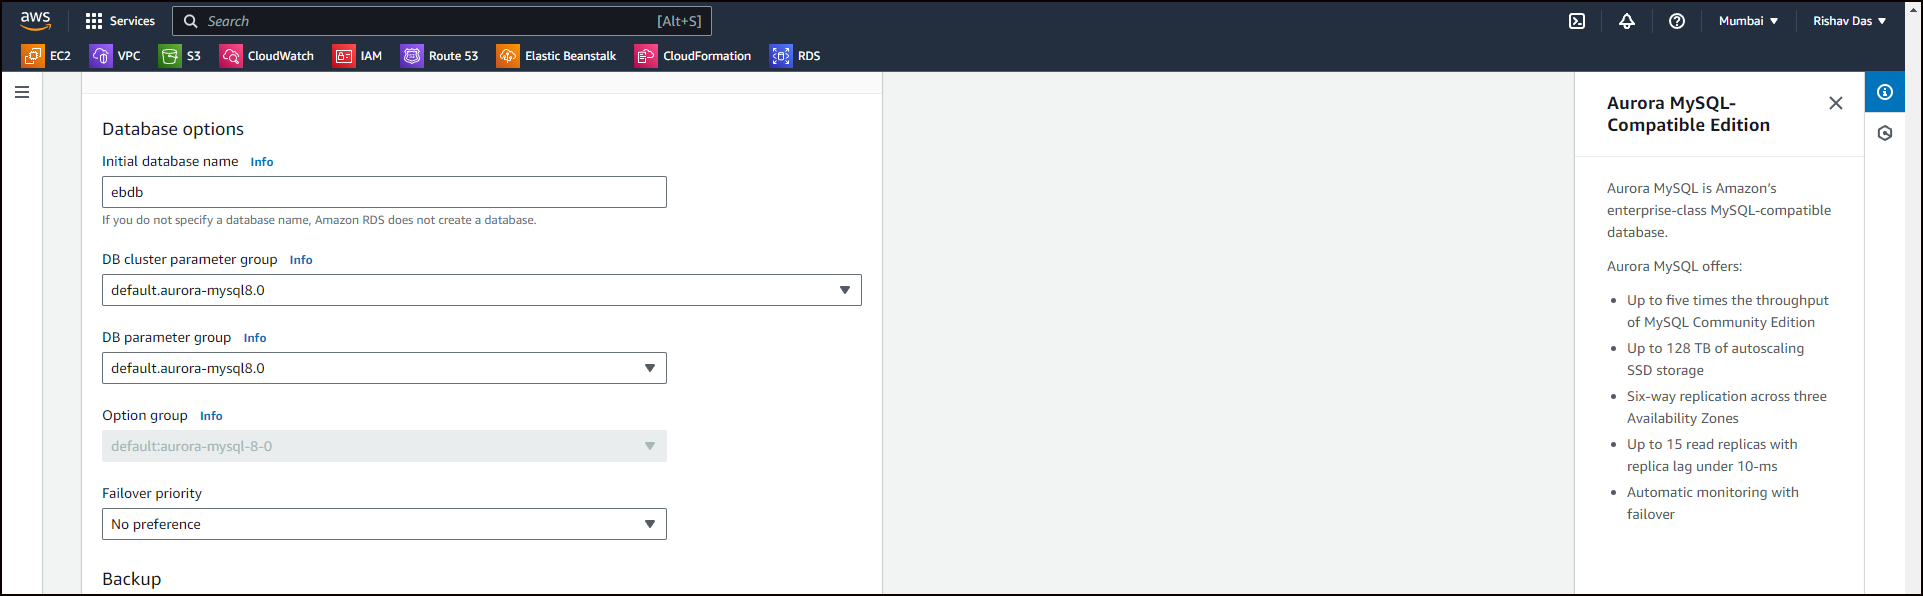 aws
Services
Search [Alt+S]
Mumbai
Rishav Das
EC2
VPC
S3
CloudWatch
IAM
Route 53
Elastic Beanstalk
CloudFormation
RDS
Database options
Initial database name Info
ebdb
If you do not specify a database name, Amazon RDS does not create a database.
DB cluster parameter group Info
default.aurora-mysql8.0
DB parameter group Info
default.aurora-mysql8.0
Option group Info
default:aurora-mysql-8-0
Failover priority
No preference
Backup
Aurora MySQL-
Compatible Edition
Aurora MySQL is Amazon's
enterprise-class MySQL-compatible
database.
Aurora MySQL offers:
• Up to five times the throughput
of MySQL Community Edition
• Up to 128 TB of autoscaling
SSD storage
• Six-way replication across three
Availability Zones
• Up to 15 read replicas with
replica lag under 10-ms
• Automatic monitoring with
failover